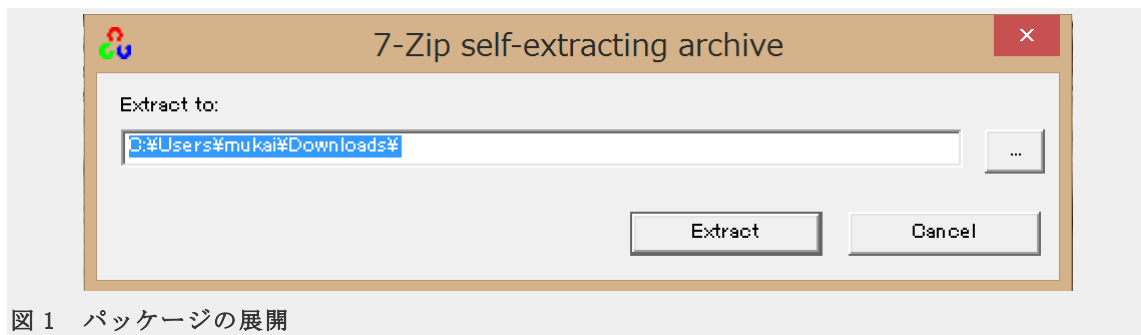 7-Zip self-extracting archive
Extract to:
C:¥Users¥mukai¥Downloads¥
...
Extract Cancel
図 1 パッケージの展開